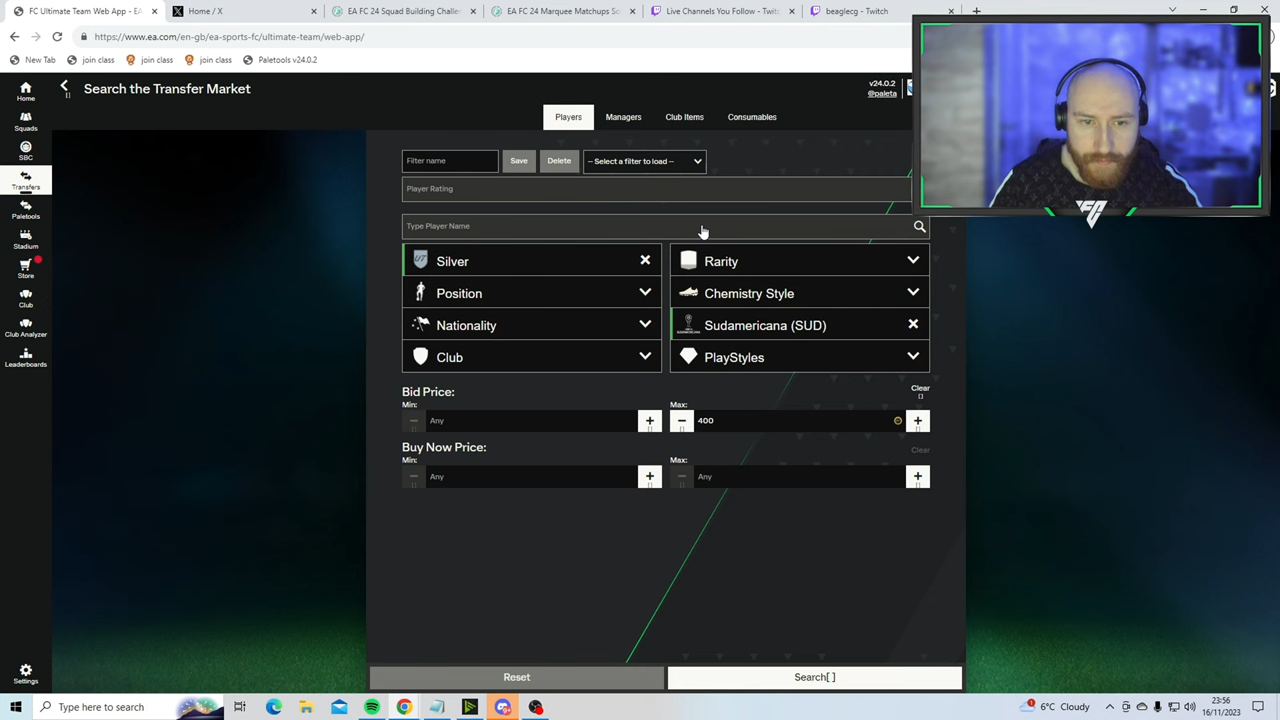 FC Ultimate Team Web App - EA
Home / X
EA FC 24 Squad Building Challe
EA FC 24 Marquee Matchups So
Live Channels You Follow - Twitc
beaglecg - Twitch
https://www.ea.com/en-gb/ea-sports-fc/ultimate-team/web-app/
New Tab
join class
join class
join class
Paletools v24.0.2
Home
Search the Transfer Market
v24.0.2
@paleta
Squads
Players
Managers
Club Items
Consumables
SBC
Filter name
Save
Delete
-- Select a filter to load --
Transfers
Player Rating
Paletools
Type Player Name
Stadium
Silver
Rarity
Store
Position
Chemistry Style
Club
Nationality
Sudamericana (SUD)
Club Analyzer
Club
PlayStyles
Leaderboards
Bid Price:
Clear
[]
Min:
Max:
Any
400
Buy Now Price:
Clear
Min:
Max:
Any
Any
Settings
Reset
Search[ ]
Type here to search
6°C Cloudy
23:56
16/11/2023